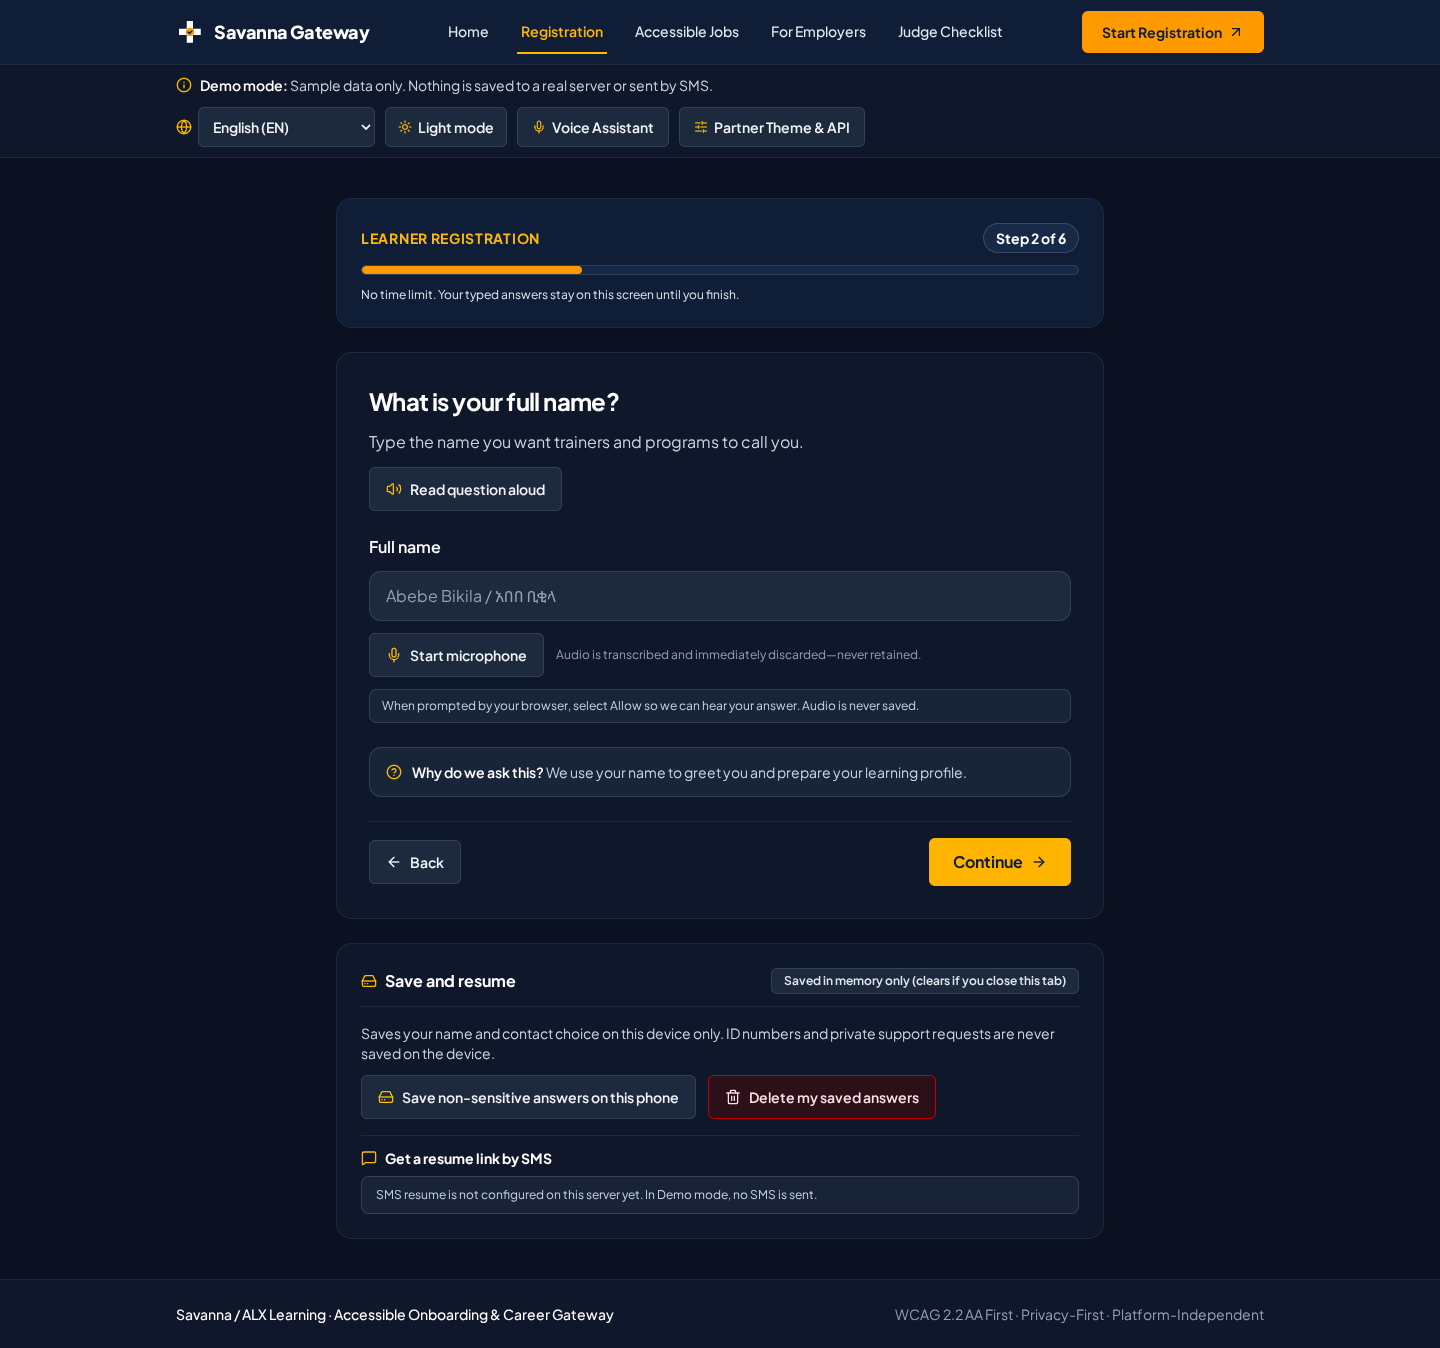 Savanna Gateway
Home
Registration
Accessible Jobs
For Employers
Judge Checklist
Start Registration
Demo mode: Sample data only. Nothing is saved to a real server or sent by SMS.
English (EN)
Light mode
Voice Assistant
Partner Theme & API
LEARNER REGISTRATION
Step 2 of 6
No time limit. Your typed answers stay on this screen until you finish.
What is your full name?
Type the name you want trainers and programs to call you.
Read question aloud
Full name
Abebe Bikila / አበበ ቢቂላ
Start microphone
Audio is transcribed and immediately discarded—never retained.
When prompted by your browser, select Allow so we can hear your answer. Audio is never saved.
Why do we ask this? We use your name to greet you and prepare your learning profile.
Back
Continue
Save and resume
Saved in memory only (clears if you close this tab)
Saves your name and contact choice on this device only. ID numbers and private support requests are never
saved on the device.
Save non-sensitive answers on this phone
Delete my saved answers
Get a resume link by SMS
SMS resume is not configured on this server yet. In Demo mode, no SMS is sent.
Savanna / ALX Learning · Accessible Onboarding & Career Gateway
WCAG 2.2 AA First · Privacy-First · Platform-Independent